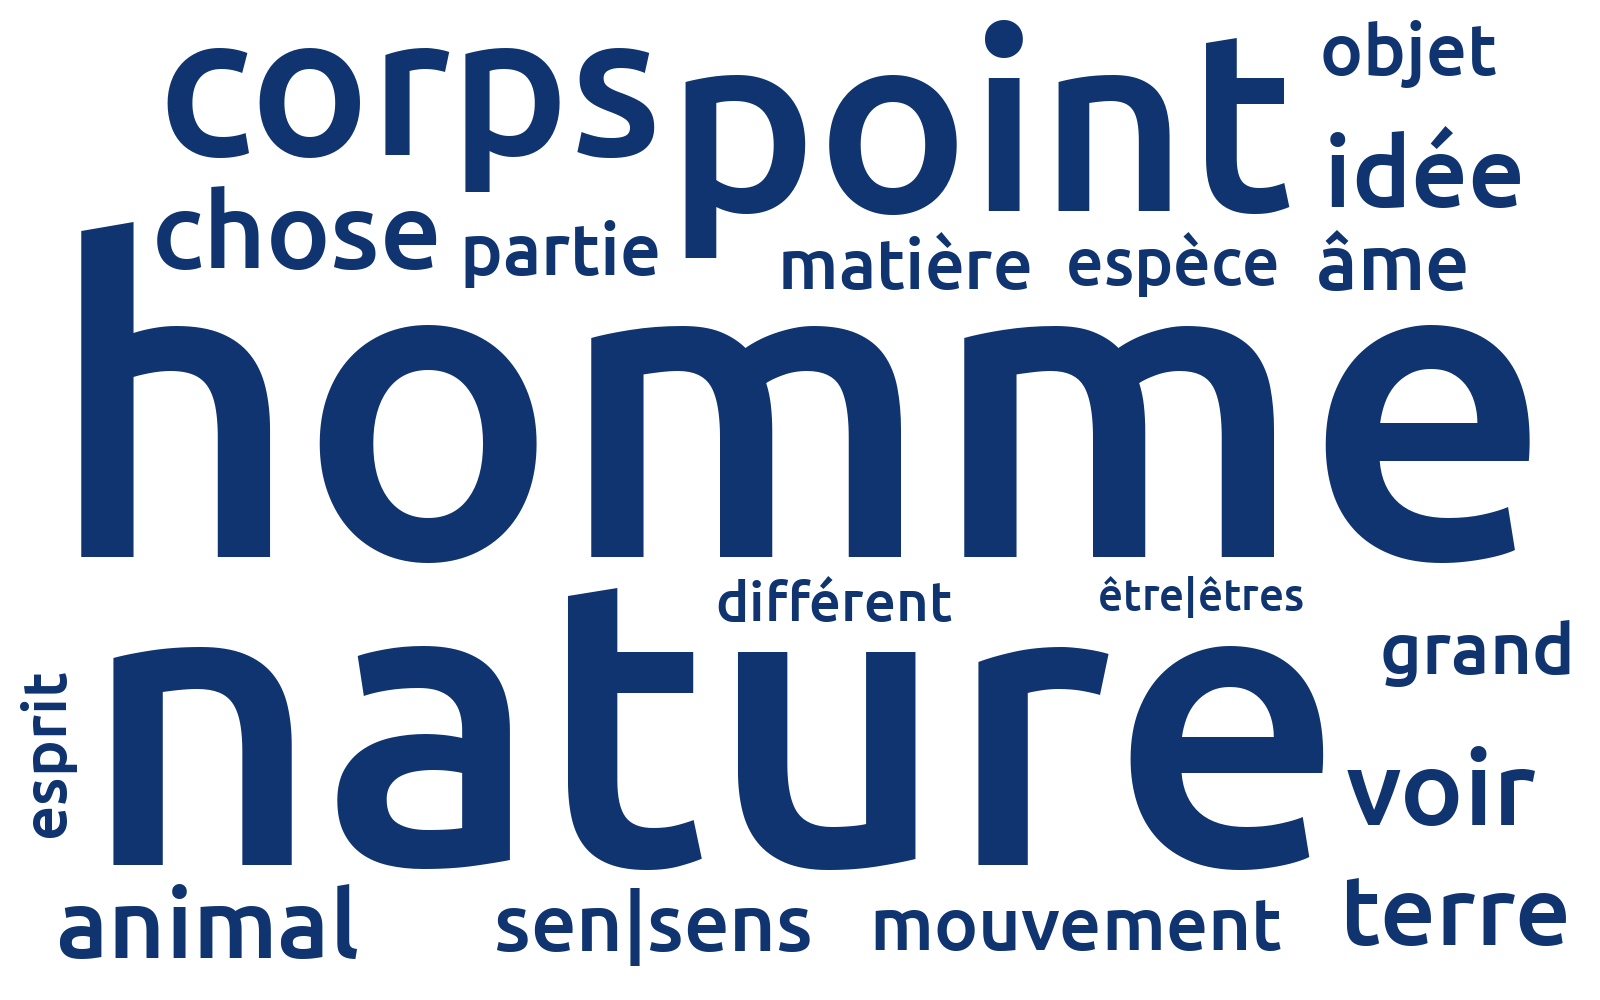 corps
point
objet
idée
chose
partie
matière
espèce
âme
homme
différent
être|êtres
grand
nature
esprit
voir
animal
sen|sens
mouvement
terre